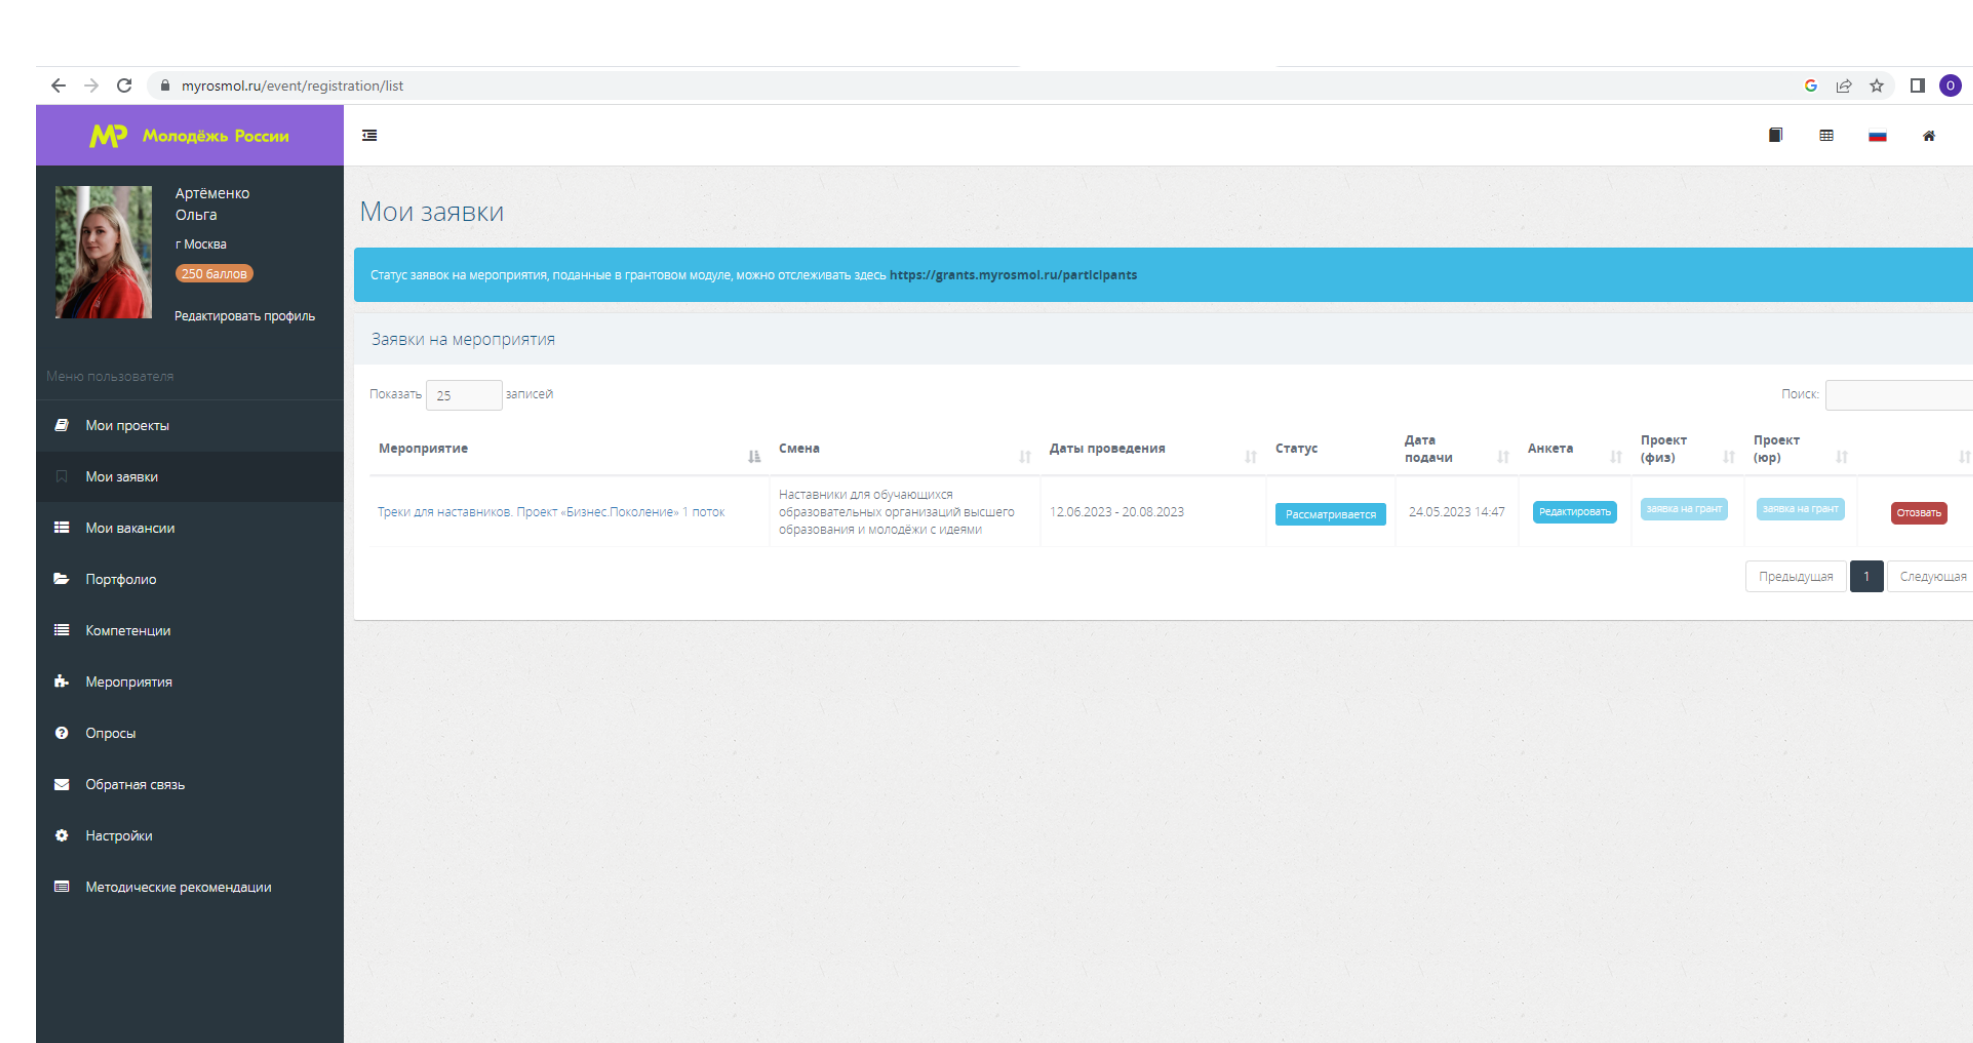 myrosmol.ru/event/registration/list
G
O
МР Молодёжь России
Артёменко
Ольга
г Москва
250 баллов
Редактировать профиль
Меню пользователя
Мои проекты
Мои заявки
Мои вакансии
Портфолио
Компетенции
Мероприятия
Опросы
Обратная связь
Настройки
Методические рекомендации
Мои заявки
Статус заявок на мероприятия, поданные в грантовом модуле, можно отслеживать здесь https://grants.myrosmol.ru/participants
Заявки на мероприятия
Показать 25 записей
Поиск:
Мероприятие
Смена
Даты проведения
Статус
Дата
подачи
Анкета
Проект
(физ)
Проект
(юр)
Треки для наставников. Проект «Бизнес.Поколение» 1 поток
Наставники для обучающихся
образовательных организаций высшего
образования и молодёжи с идеями
12.06.2023 - 20.08.2023
Рассматривается
24.05.2023 14:47
Редактировать
заявка на грант
заявка на грант
Отозвать
Предыдущая 1 Следующая